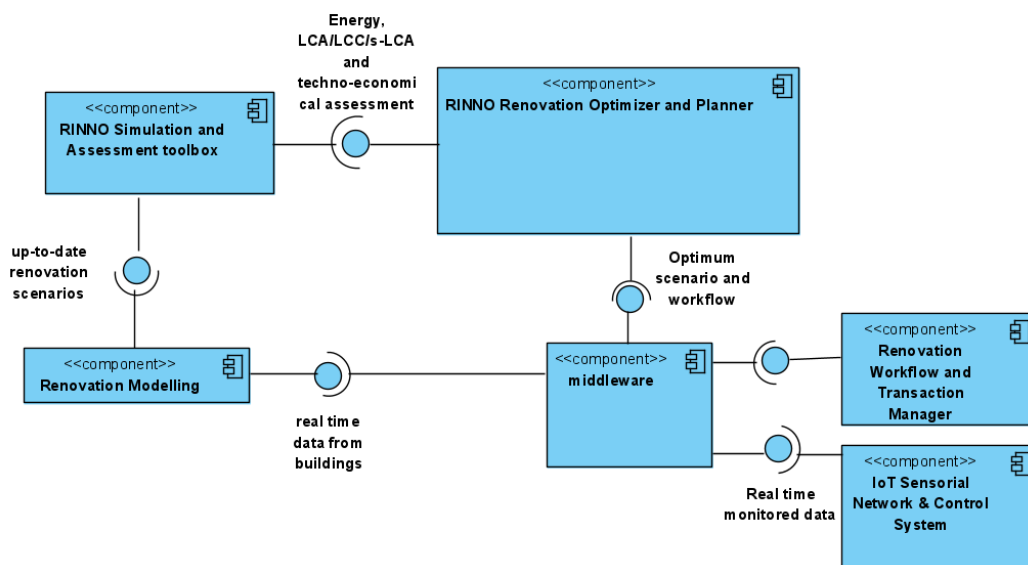 Energy,
LCA/LCC/s-LCA
and
techno-economi
cal assessment
<<component>>
RINNO Simulation and
Assessment toolbox
<<component>>
RINNO Renovation Optimizer and Planner
up-to-date
renovation
scenarios
Optimum
scenario and
workflow
<<component>>
Renovation Modelling
real time
data from
buildings
<<component>>
middleware
<<component>>
Renovation
Workflow and
Transaction
Manager
Real time
monitored data
<<component>>
IoT Sensorial
Network & Control
System